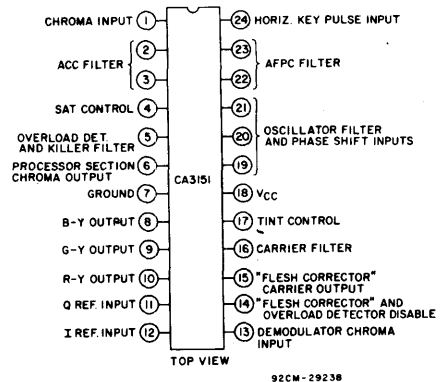 CHROMA INPUT 1
24 HORIZ. KEY PULSE INPUT
ACC FILTER
2
3
23
22
AFPC FILTER
SAT CONTROL 4
21
20
19
OSCILLATOR FILTER
AND PHASE SHIFT INPUTS
OVERLOAD DET.
AND KILLER FILTER
5
PROCESSOR SECTION
CHROMA OUTPUT
6
CA3151
GROUND 7
18 VCC
B-Y OUTPUT 8
17 TINT CONTROL
G-Y OUTPUT 9
16 CARRIER FILTER
R-Y OUTPUT 10
15 "FLESH CORRECTOR"
CARRIER OUTPUT
Q REF. INPUT 11
14 "FLESH CORRECTOR" AND
OVERLOAD DETECTOR DISABLE
I REF. INPUT 12
13 DEMODULATOR CHROMA
INPUT
TOP VIEW
92CM-29238